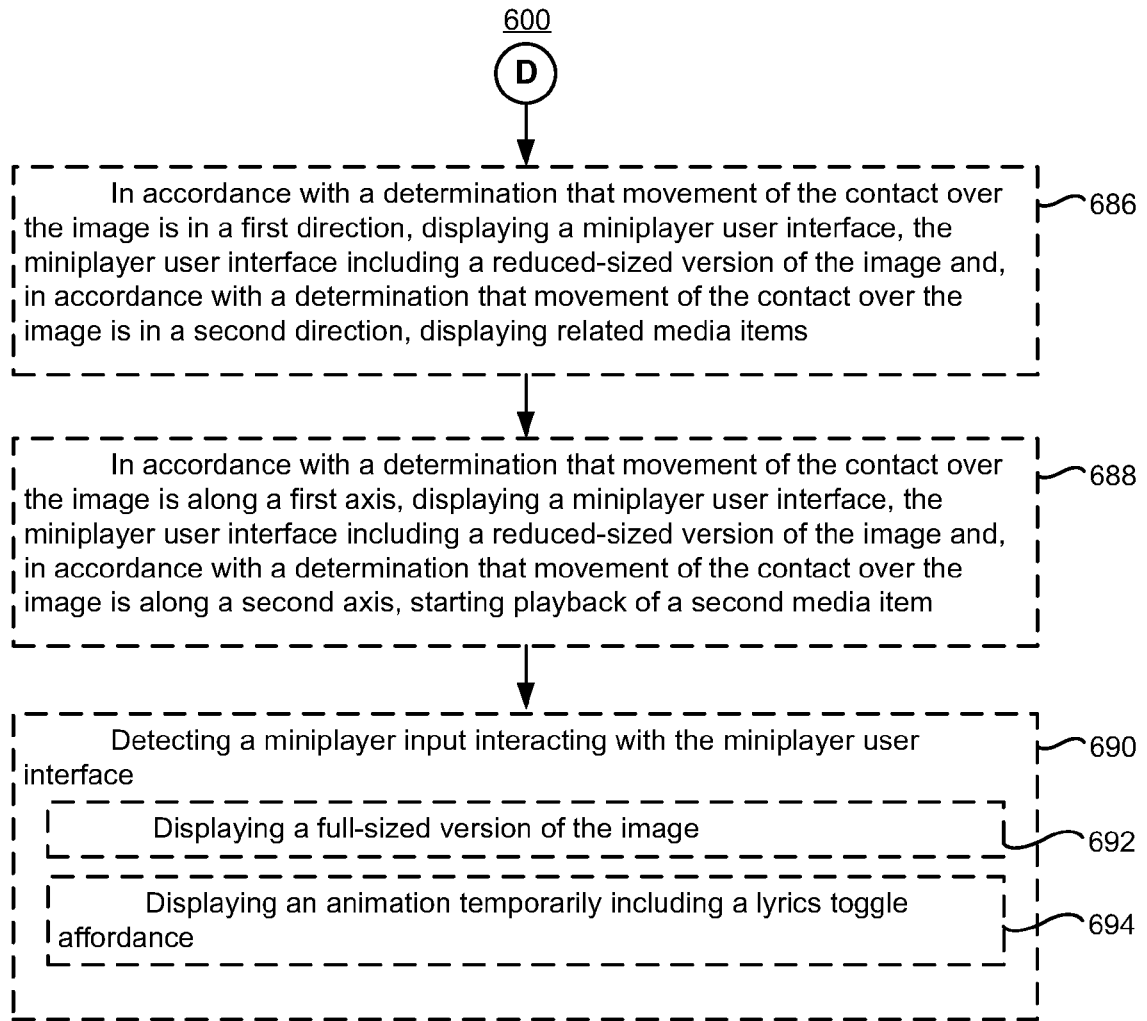 600
D
In accordance with a determination that movement of the contact over
the image is in a first direction, displaying a miniplayer user interface, the
miniplayer user interface including a reduced-sized version of the image and,
in accordance with a determination that movement of the contact over the
image is in a second direction, displaying related media items
686
In accordance with a determination that movement of the contact over
the image is along a first axis, displaying a miniplayer user interface, the
miniplayer user interface including a reduced-sized version of the image and,
in accordance with a determination that movement of the contact over the
image is along a second axis, starting playback of a second media item
688
Detecting a miniplayer input interacting with the miniplayer user
interface
690
Displaying a full-sized version of the image
692
Displaying an animation temporarily including a lyrics toggle
affordance
694